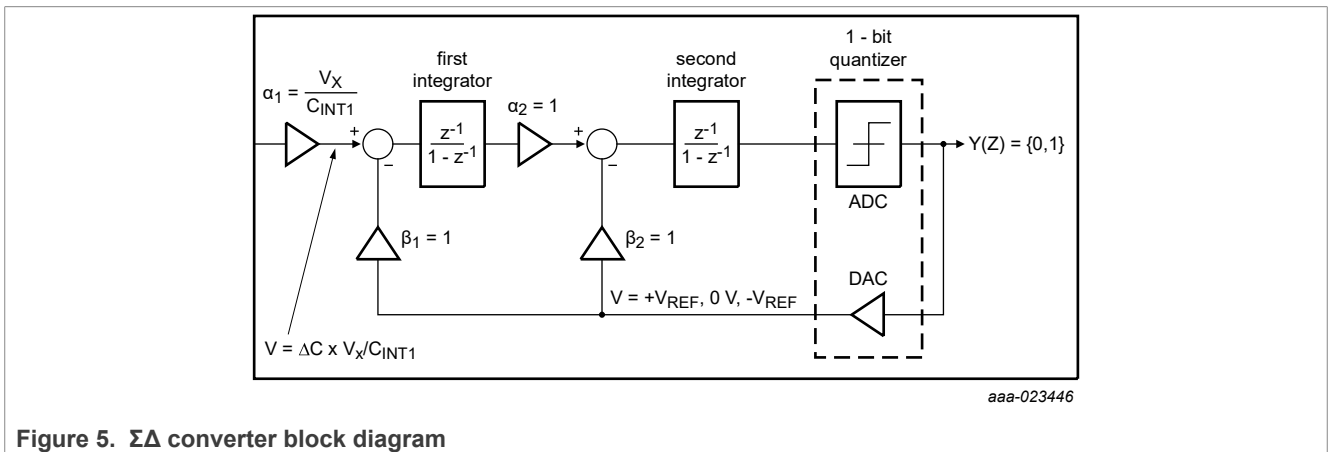 1 - bit
quantizer
first
integrator
second
integrator
α1 = VX
CINT1
α2 = 1
+
−
z-1
1 - z-1
+
−
z-1
1 - z-1
Y(Z) = {0,1}
ADC
β1 = 1
β2 = 1
DAC
V = +VREF, 0 V, -VREF
V = ΔC x Vx/CINT1
aaa-023446
Figure 5. ΣΔ converter block diagram